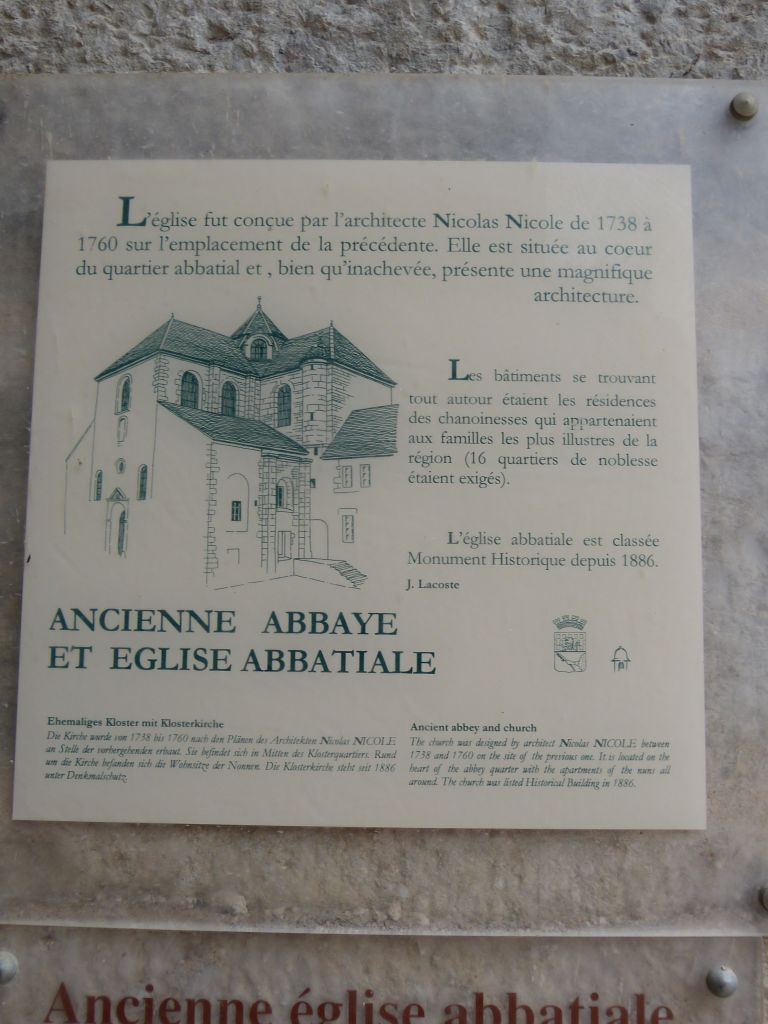 L'église fut conçue par l'architecte Nicolas Nicole de 1738 à
1760 sur l'emplacement de la précédente. Elle est située au coeur
du quartier abbatial et , bien qu'inachevée, présente une magnifique
architecture.
Les bâtiments se trouvant
tout autour étaient les résidences
des chanoinesses qui appartenaient
aux familles les plus illustres de la
région (16 quartiers de noblesse
étaient exigés).
L'église abbatiale est classée
Monument Historique depuis 1886.
J. Lacoste
ANCIENNE ABBAYE
ET EGLISE ABBATIALE
Ehemaliges Kloster mit Klosterkirche
Die Kirche wurde von 1738 bis 1760 nach den Plänen des Architekten Nicolas NICOLE
an Stelle der vorhergehenden erbaut. Sie befindet sich in Mitten des Klosterquartiers. Rund
um die Kirche befanden sich die Wohnsitze der Nonnen. Die Klosterkirche steht seit 1886
unter Denkmalschutz.
Ancient abbey and church
The church was designed by architect Nicolas NICOLE between
1738 and 1760 on the site of the previous one. It is located on the
heart of the abbey quarter with the apartments of the nuns all
around. The church was listed Historical Building in 1886.
Ancienne église abbatiale